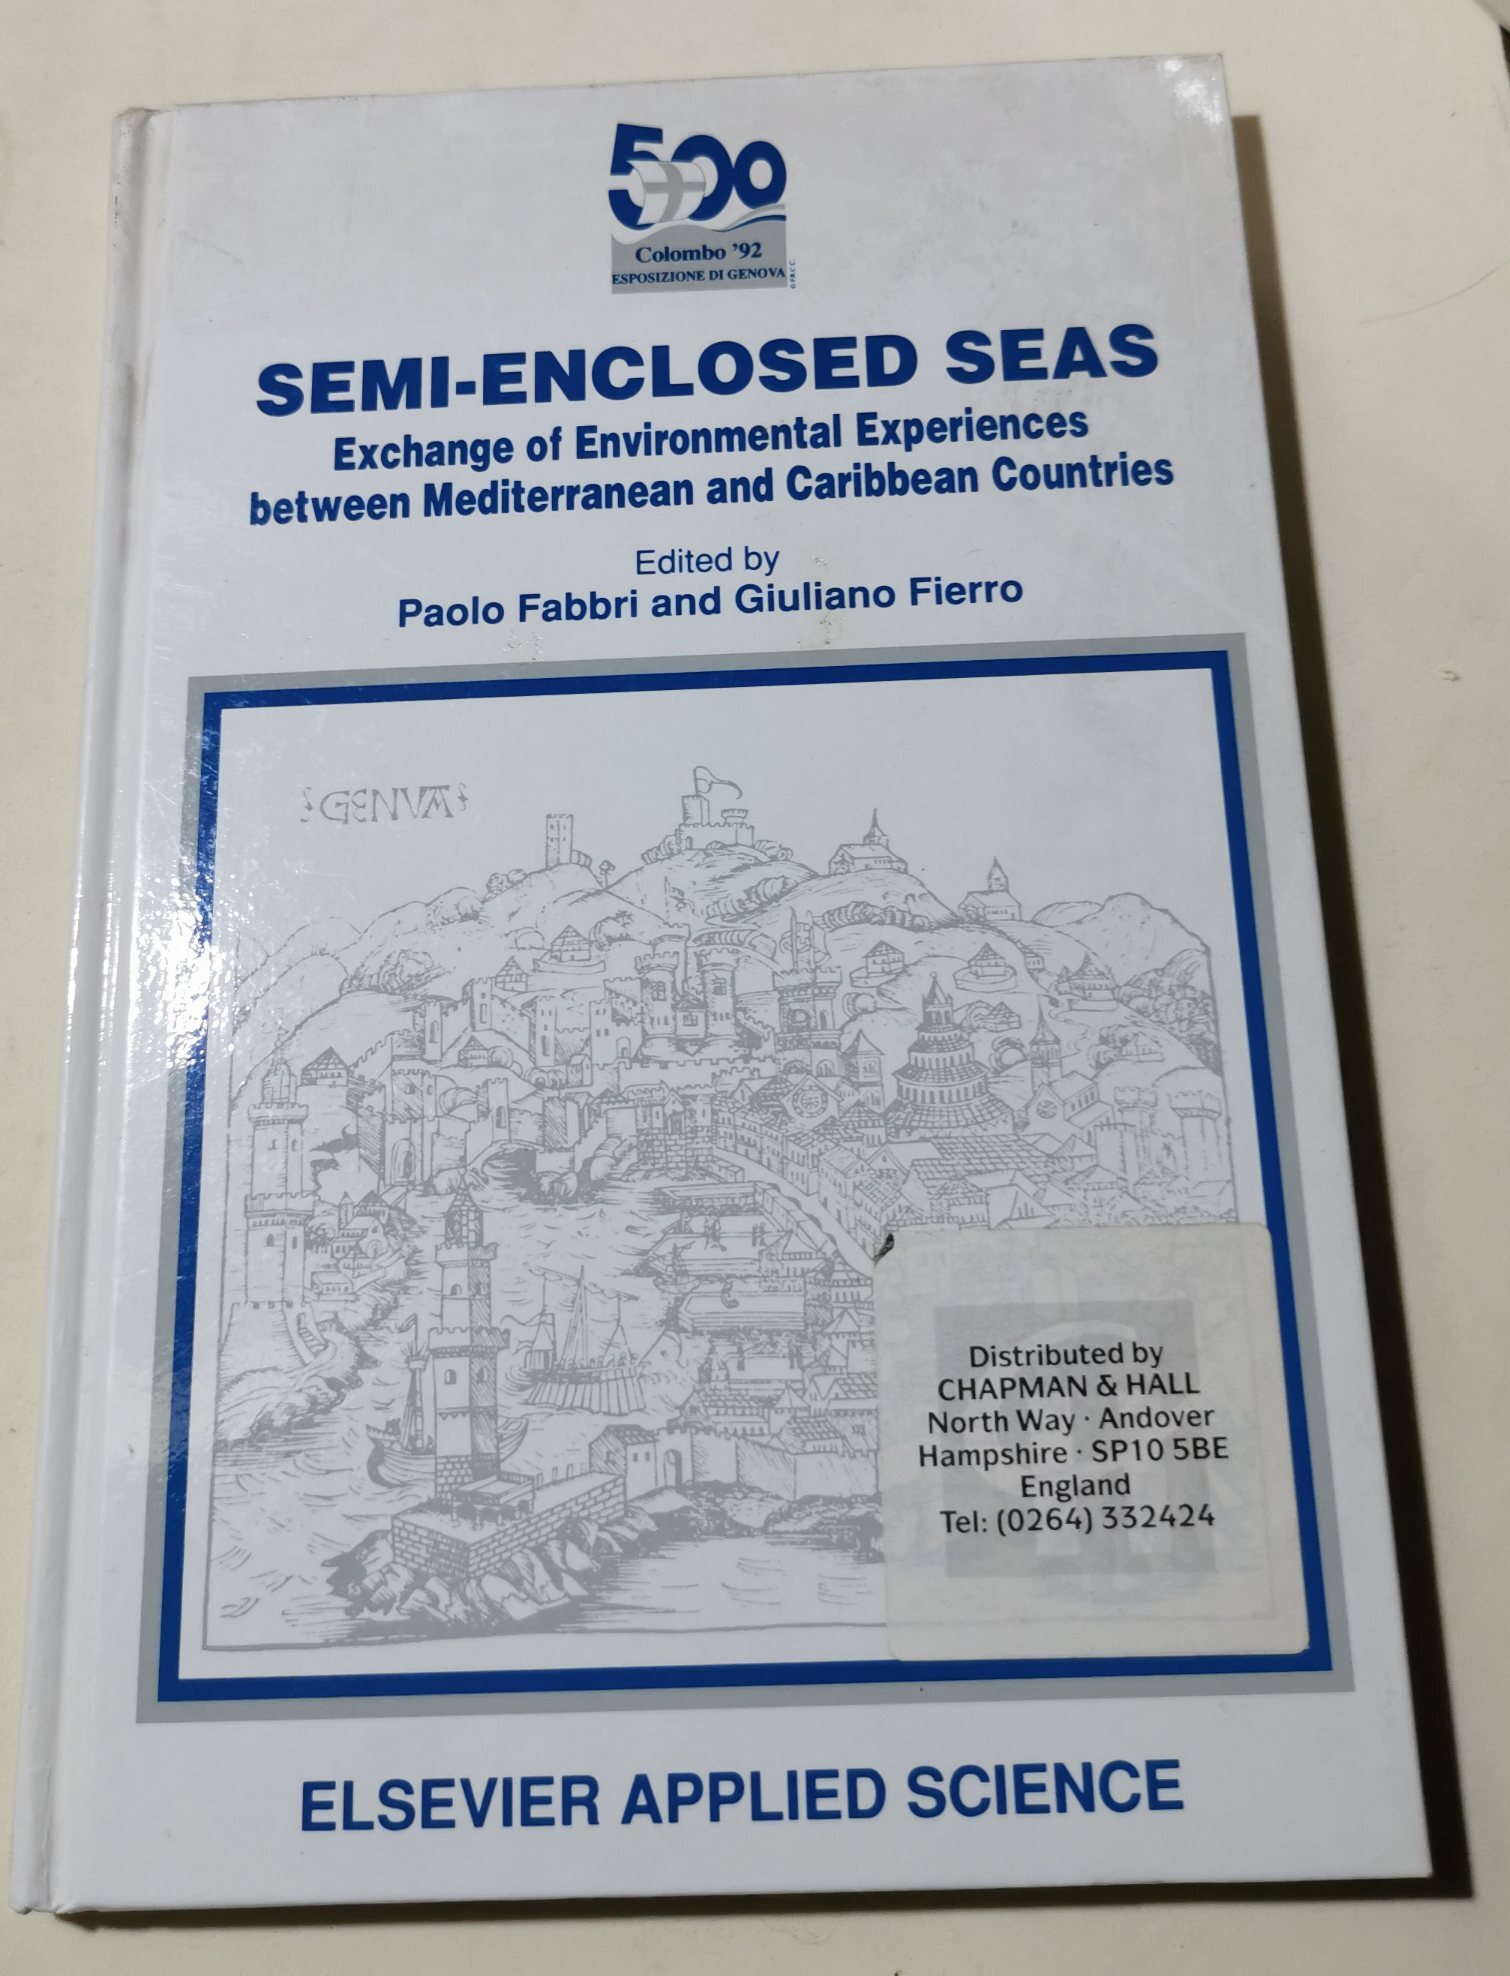 500
Colombo '92
ESPOSIZIONE DI GENOVA
SEMI-ENCLOSED SEAS
Exchange of Environmental Experiences
between Mediterranean and Caribbean Countries
Edited by
Paolo Fabbri and Giuliano Fierro
GENVA
Distributed by
CHAPMAN & HALL
North Way · Andover
Hampshire · SP10 5BE
England
Tel: (0264) 332424
ELSEVIER APPLIED SCIENCE